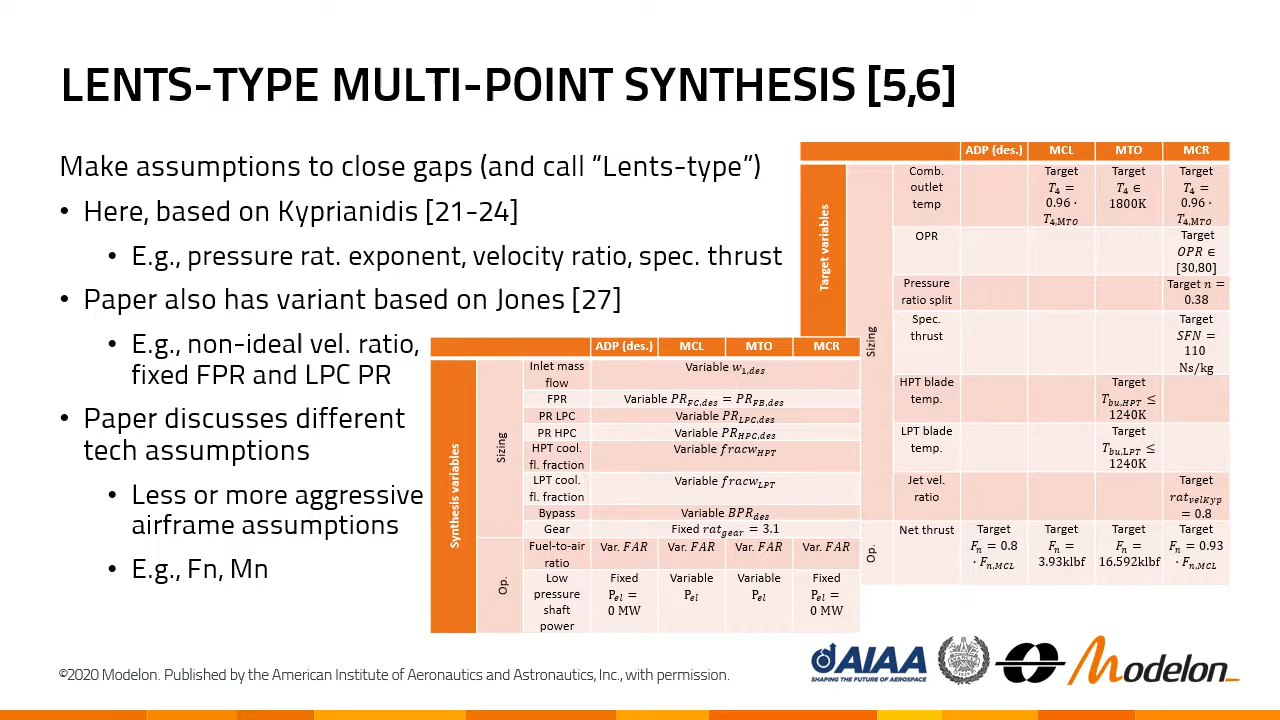 LENTS-TYPE MULTI-POINT SYNTHESIS [5,6]
Make assumptions to close gaps (and call “Lents-type”)
• Here, based on Kyprianidis [21-24]
• E.g., pressure rat. exponent, velocity ratio, spec. thrust
• Paper also has variant based on Jones [27]
• E.g., non-ideal vel. ratio,
fixed FPR and LPC PR
• Paper discusses different
tech assumptions
• Less or more aggressive
airframe assumptions
• E.g., Fn, Mn
ADP (des.) MCL MTO MCR
Synthesis variables
Sizing
Inlet mass
flow
Variable w1,des
FPR Variable PRFC,des = PRFB,des
PR LPC Variable PRLPC,des
PR HPC Variable PRHPC,des
HPT cool.
fl. fraction
Variable fracwHPT
LPT cool.
fl. fraction
Variable fracwLPT
Bypass Variable BPRdes
Gear Fixed ratgear = 3.1
Op.
Fuel-to-air
ratio
Var. FAR Var. FAR Var. FAR Var. FAR
Low Fixed Variable Variable Fixed
pressure Pel = Pel Pel Pel =
shaft 0 MW 0 MW
power
ADP (des.) MCL MTO MCR
Target variables
Sizing
Comb. Target Target Target
outlet T4 = T4 ∈ T4 =
temp 0.96 · 1800K 0.96 ·
T4,MTO T4,MTO
OPR Target
OPR ∈
[30,80]
Pressure Target n =
ratio split 0.38
Spec. Target
thrust SFN =
110
Ns/kg
HPT blade Target
temp. Tbu,HPT ≤
1240K
LPT blade Target
temp. Tbu,LPT ≤
1240K
Jet vel. Target
ratio ratvelKyp
= 0.8
Op.
Net thrust Target Target Target Target
Fn = 0.8 Fn = Fn = Fn = 0.93
· Fn,MCL 3.93klbf 16.592klbf · Fn,MCL
©2020 Modelon. Published by the American Institute of Aeronautics and Astronautics, Inc., with permission.
AIAA
SHAPING THE FUTURE OF AEROSPACE
Modelon